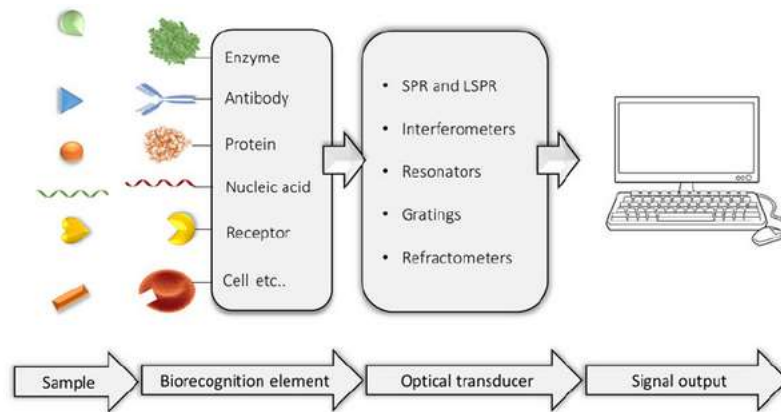 Enzyme
Antibody
Protein
Nucleic acid
Receptor
Cell etc..
• SPR and LSPR
• Interferometers
• Resonators
• Gratings
• Refractometers
Sample
Biorecognition element
Optical transducer
Signal output